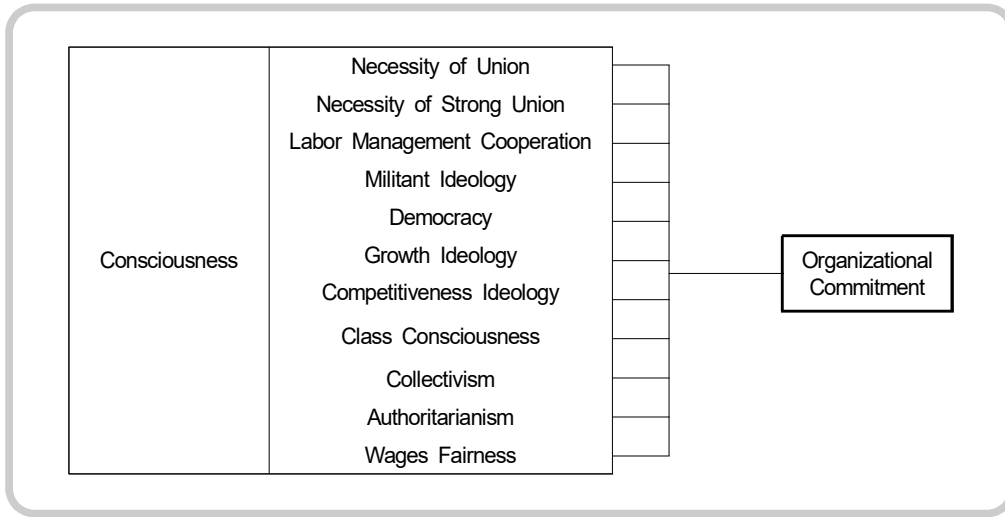 Necessity of Union
Necessity of Strong Union
Labor Management Cooperation
Militant Ideology
Democracy
Consciousness
Growth Ideology
Competitiveness Ideology
Class Consciousness
Collectivism
Authoritarianism
Wages Fairness
Organizational
Commitment